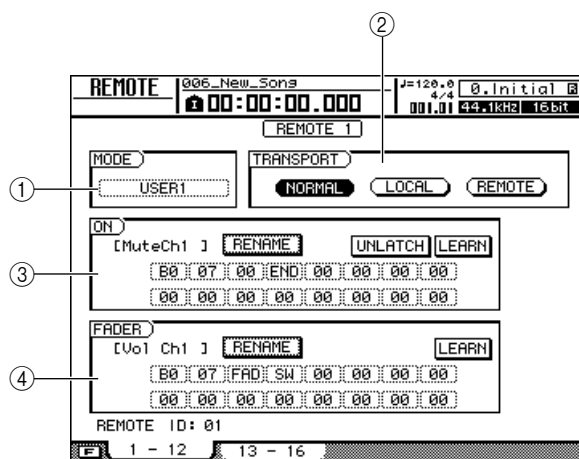 ②
REMOTE 006_New_Song ♩=120.0 4/4 0.Initial
00:00:00.000 001.01 44.1kHz 16bit
REMOTE 1
MODE TRANSPORT
① USER1 NORMAL LOCAL REMOTE
ON
[MuteCh1 ] RENAME UNLATCH LEARN
③ B0 07 00 END 00 00 00 00
00 00 00 00 00 00 00 00
FADER
[Vol Ch1 ] RENAME LEARN
④ B0 07 FAD SW 00 00 00 00
00 00 00 00 00 00 00 00
REMOTE ID: 01
F 1 - 12 13 - 16